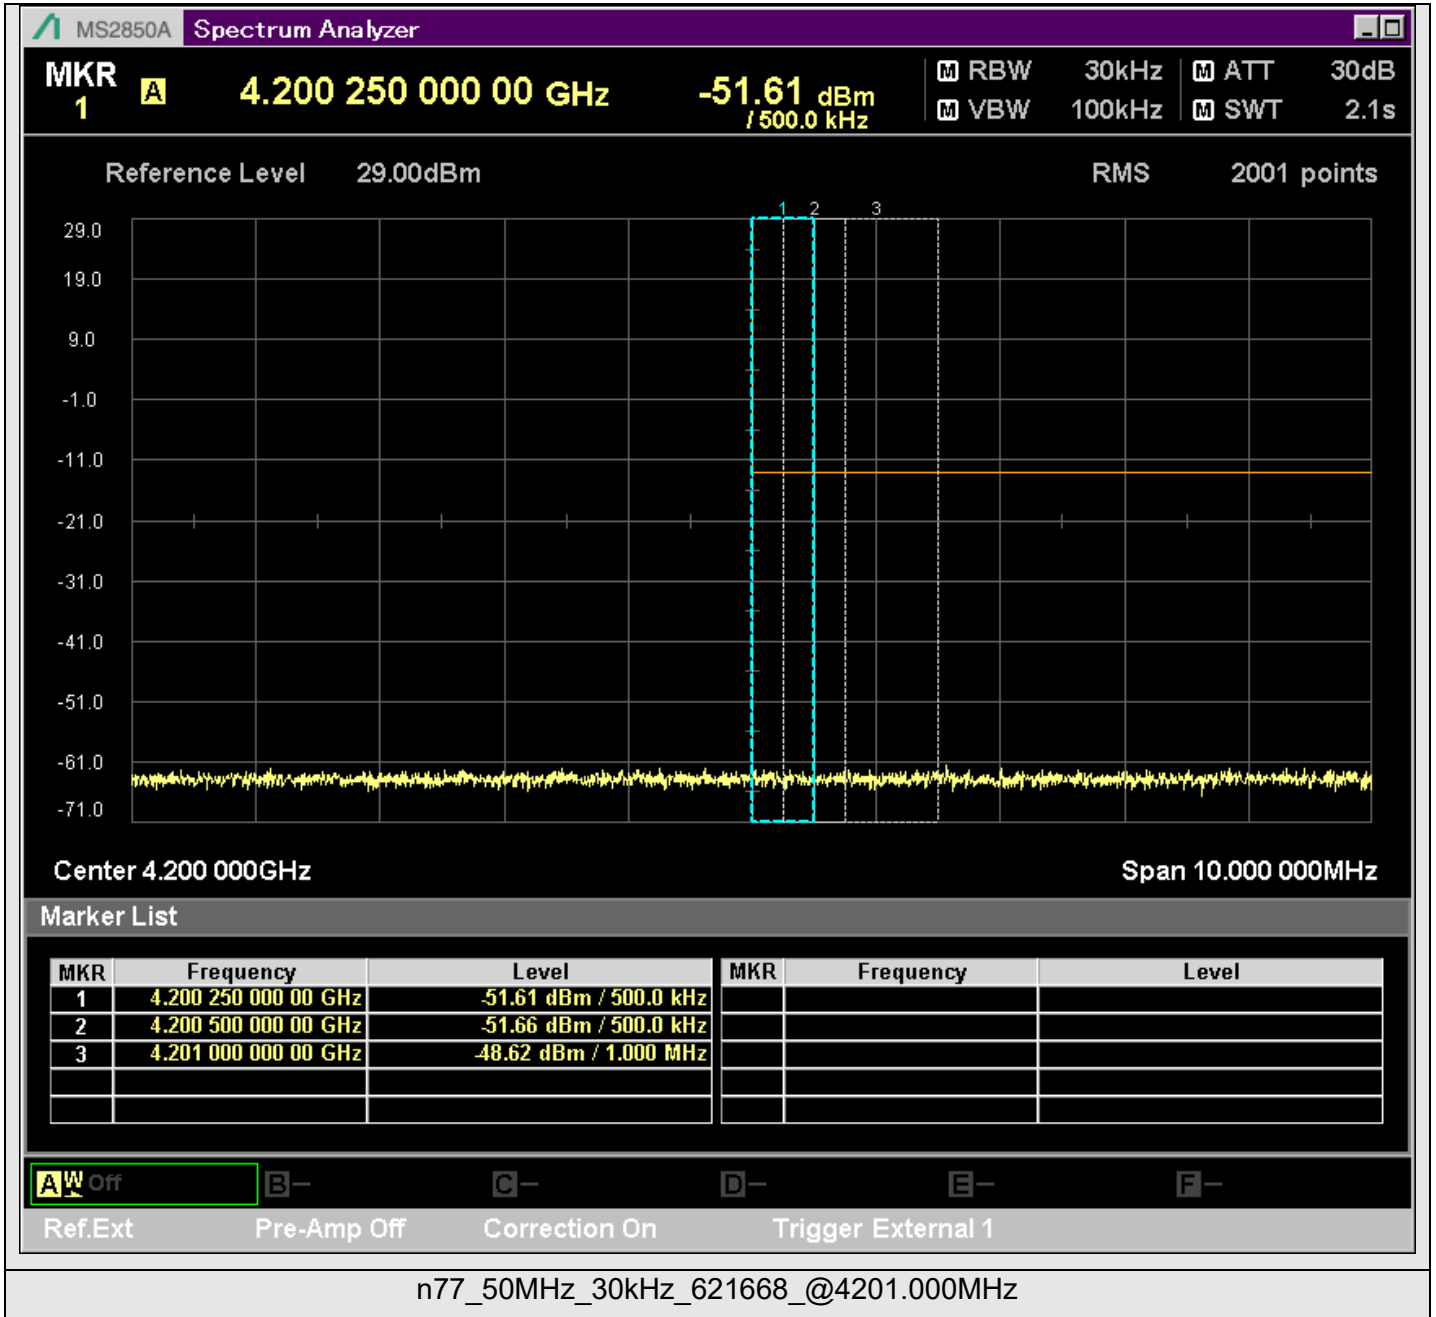 MS2850A Spectrum Analyzer
MKR 1 A 4.200 250 000 00 GHz -51.61 dBm / 500.0 kHz
M RBW 30kHz M ATT 30dB
M VBW 100kHz M SWT 2.1s
Reference Level 29.00dBm RMS 2001 points
1 2 3
29.0
19.0
9.0
-1.0
-11.0
-21.0
-31.0
-41.0
-51.0
-61.0
-71.0
Center 4.200 000GHz Span 10.000 000MHz
Marker List
MKR Frequency Level MKR Frequency Level
1 4.200 250 000 00 GHz -51.61 dBm / 500.0 kHz
2 4.200 500 000 00 GHz -51.66 dBm / 500.0 kHz
3 4.201 000 000 00 GHz -48.62 dBm / 1.000 MHz
A W Off B – C – D – E – F –
Ref.Ext Pre-Amp Off Correction On Trigger External 1
n77_50MHz_30kHz_621668_@4201.000MHz